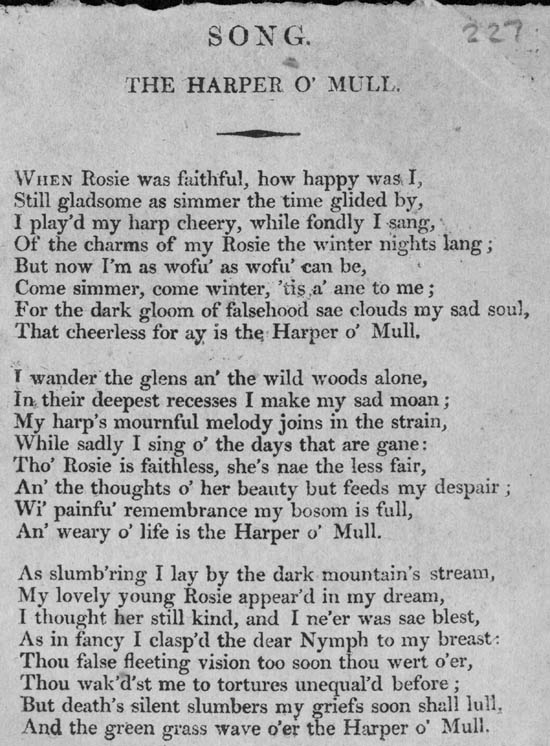 SONG.
227
THE HARPER O' MULL.
WHEN Rosie was faithful, how happy was I,
Still gladsome as simmer the time glided by,
I play'd my harp cheery, while fondly I sang,
Of the charms of my Rosie the winter nights lang;
But now I'm as wofu' as wofu' can be,
Come simmer, come winter, 'tis a' ane to me;
For the dark gloom of falsehood sae clouds my sad soul,
That cheerless for ay is the Harper o' Mull.
I wander the glens an' the wild woods alone,
In their deepest recesses I make my sad moan;
My harp's mournful melody joins in the strain,
While sadly I sing o' the days that are gane:
Tho' Rosie is faithless, she's nae the less fair,
An' the thoughts o' her beauty but feeds my despair;
Wi' painfu' remembrance my bosom is full,
An' weary o' life is the Harper o' Mull.
As slumb'ring I lay by the dark mountain's stream,
My lovely young Rosie appear'd in my dream,
I thought her still kind, and I ne'er was sae blest,
As in fancy I clasp'd the dear Nymph to my breast:
Thou false fleeting vision too soon thou wert o'er,
Thou wak'd'st me to tortures unequal'd before;
But death's silent slumbers my griefs soon shall lull,
And the green grass wave o'er the Harper o' Mull.